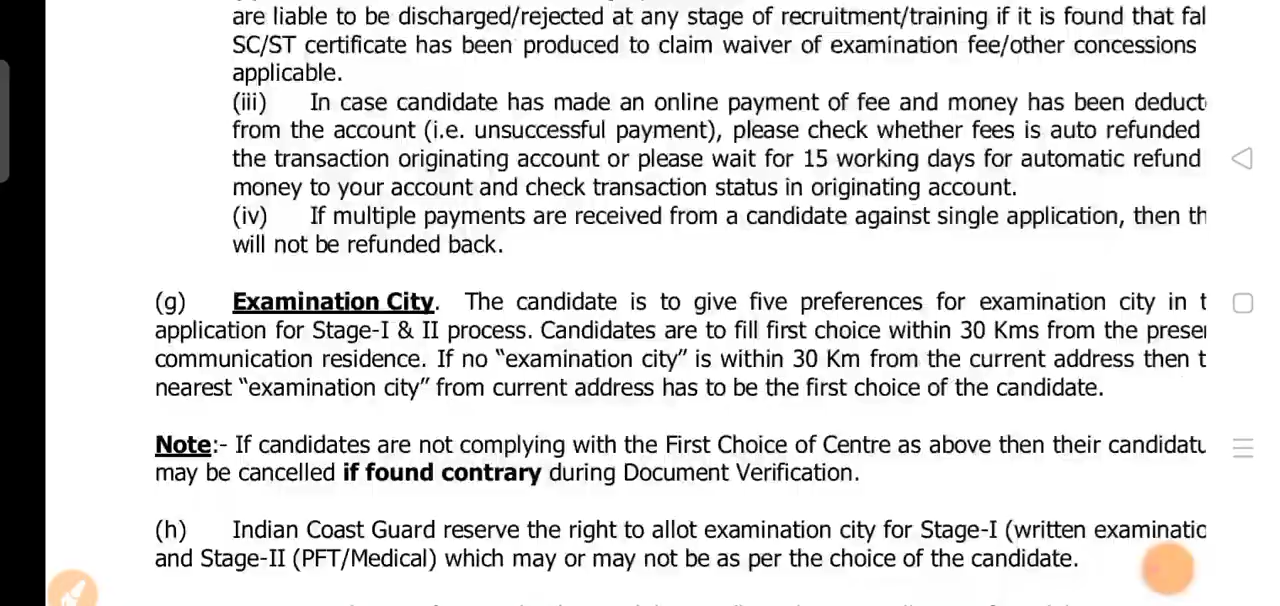 are liable to be discharged/rejected at any stage of recruitment/training if it is found that fal
SC/ST certificate has been produced to claim waiver of examination fee/other concessions
applicable.
(iii) In case candidate has made an online payment of fee and money has been deduct
from the account (i.e. unsuccessful payment), please check whether fees is auto refunded
the transaction originating account or please wait for 15 working days for automatic refund
money to your account and check transaction status in originating account.
(iv) If multiple payments are received from a candidate against single application, then th
will not be refunded back.
(g) Examination City. The candidate is to give five preferences for examination city in t
application for Stage-I & II process. Candidates are to fill first choice within 30 Kms from the prese
communication residence. If no “examination city” is within 30 Km from the current address then t
nearest “examination city” from current address has to be the first choice of the candidate.
Note:- If candidates are not complying with the First Choice of Centre as above then their candidatu
may be cancelled if found contrary during Document Verification.
(h) Indian Coast Guard reserve the right to allot examination city for Stage-I (written examinatio
and Stage-II (PFT/Medical) which may or may not be as per the choice of the candidate.